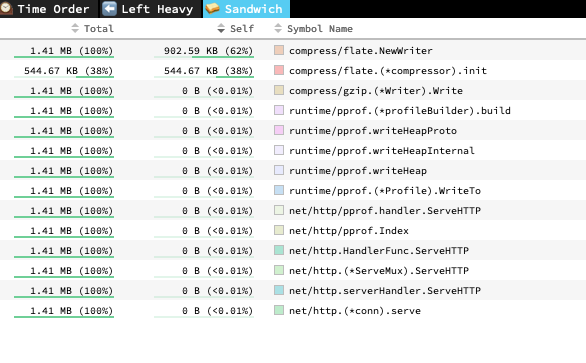 Time Order Left Heavy Sandwich
Total Self Symbol Name
1.41 MB (100%) 902.59 KB (62%) compress/flate.NewWriter
544.67 KB (38%) 544.67 KB (38%) compress/flate.(*compressor).init
1.41 MB (100%) 0 B (<0.01%) compress/gzip.(*Writer).Write
1.41 MB (100%) 0 B (<0.01%) runtime/pprof.(*profileBuilder).build
1.41 MB (100%) 0 B (<0.01%) runtime/pprof.writeHeapProto
1.41 MB (100%) 0 B (<0.01%) runtime/pprof.writeHeapInternal
1.41 MB (100%) 0 B (<0.01%) runtime/pprof.writeHeap
1.41 MB (100%) 0 B (<0.01%) runtime/pprof.(*Profile).WriteTo
1.41 MB (100%) 0 B (<0.01%) net/http/pprof.handler.ServeHTTP
1.41 MB (100%) 0 B (<0.01%) net/http/pprof.Index
1.41 MB (100%) 0 B (<0.01%) net/http.HandlerFunc.ServeHTTP
1.41 MB (100%) 0 B (<0.01%) net/http.(*ServeMux).ServeHTTP
1.41 MB (100%) 0 B (<0.01%) net/http.serverHandler.ServeHTTP
1.41 MB (100%) 0 B (<0.01%) net/http.(*conn).serve